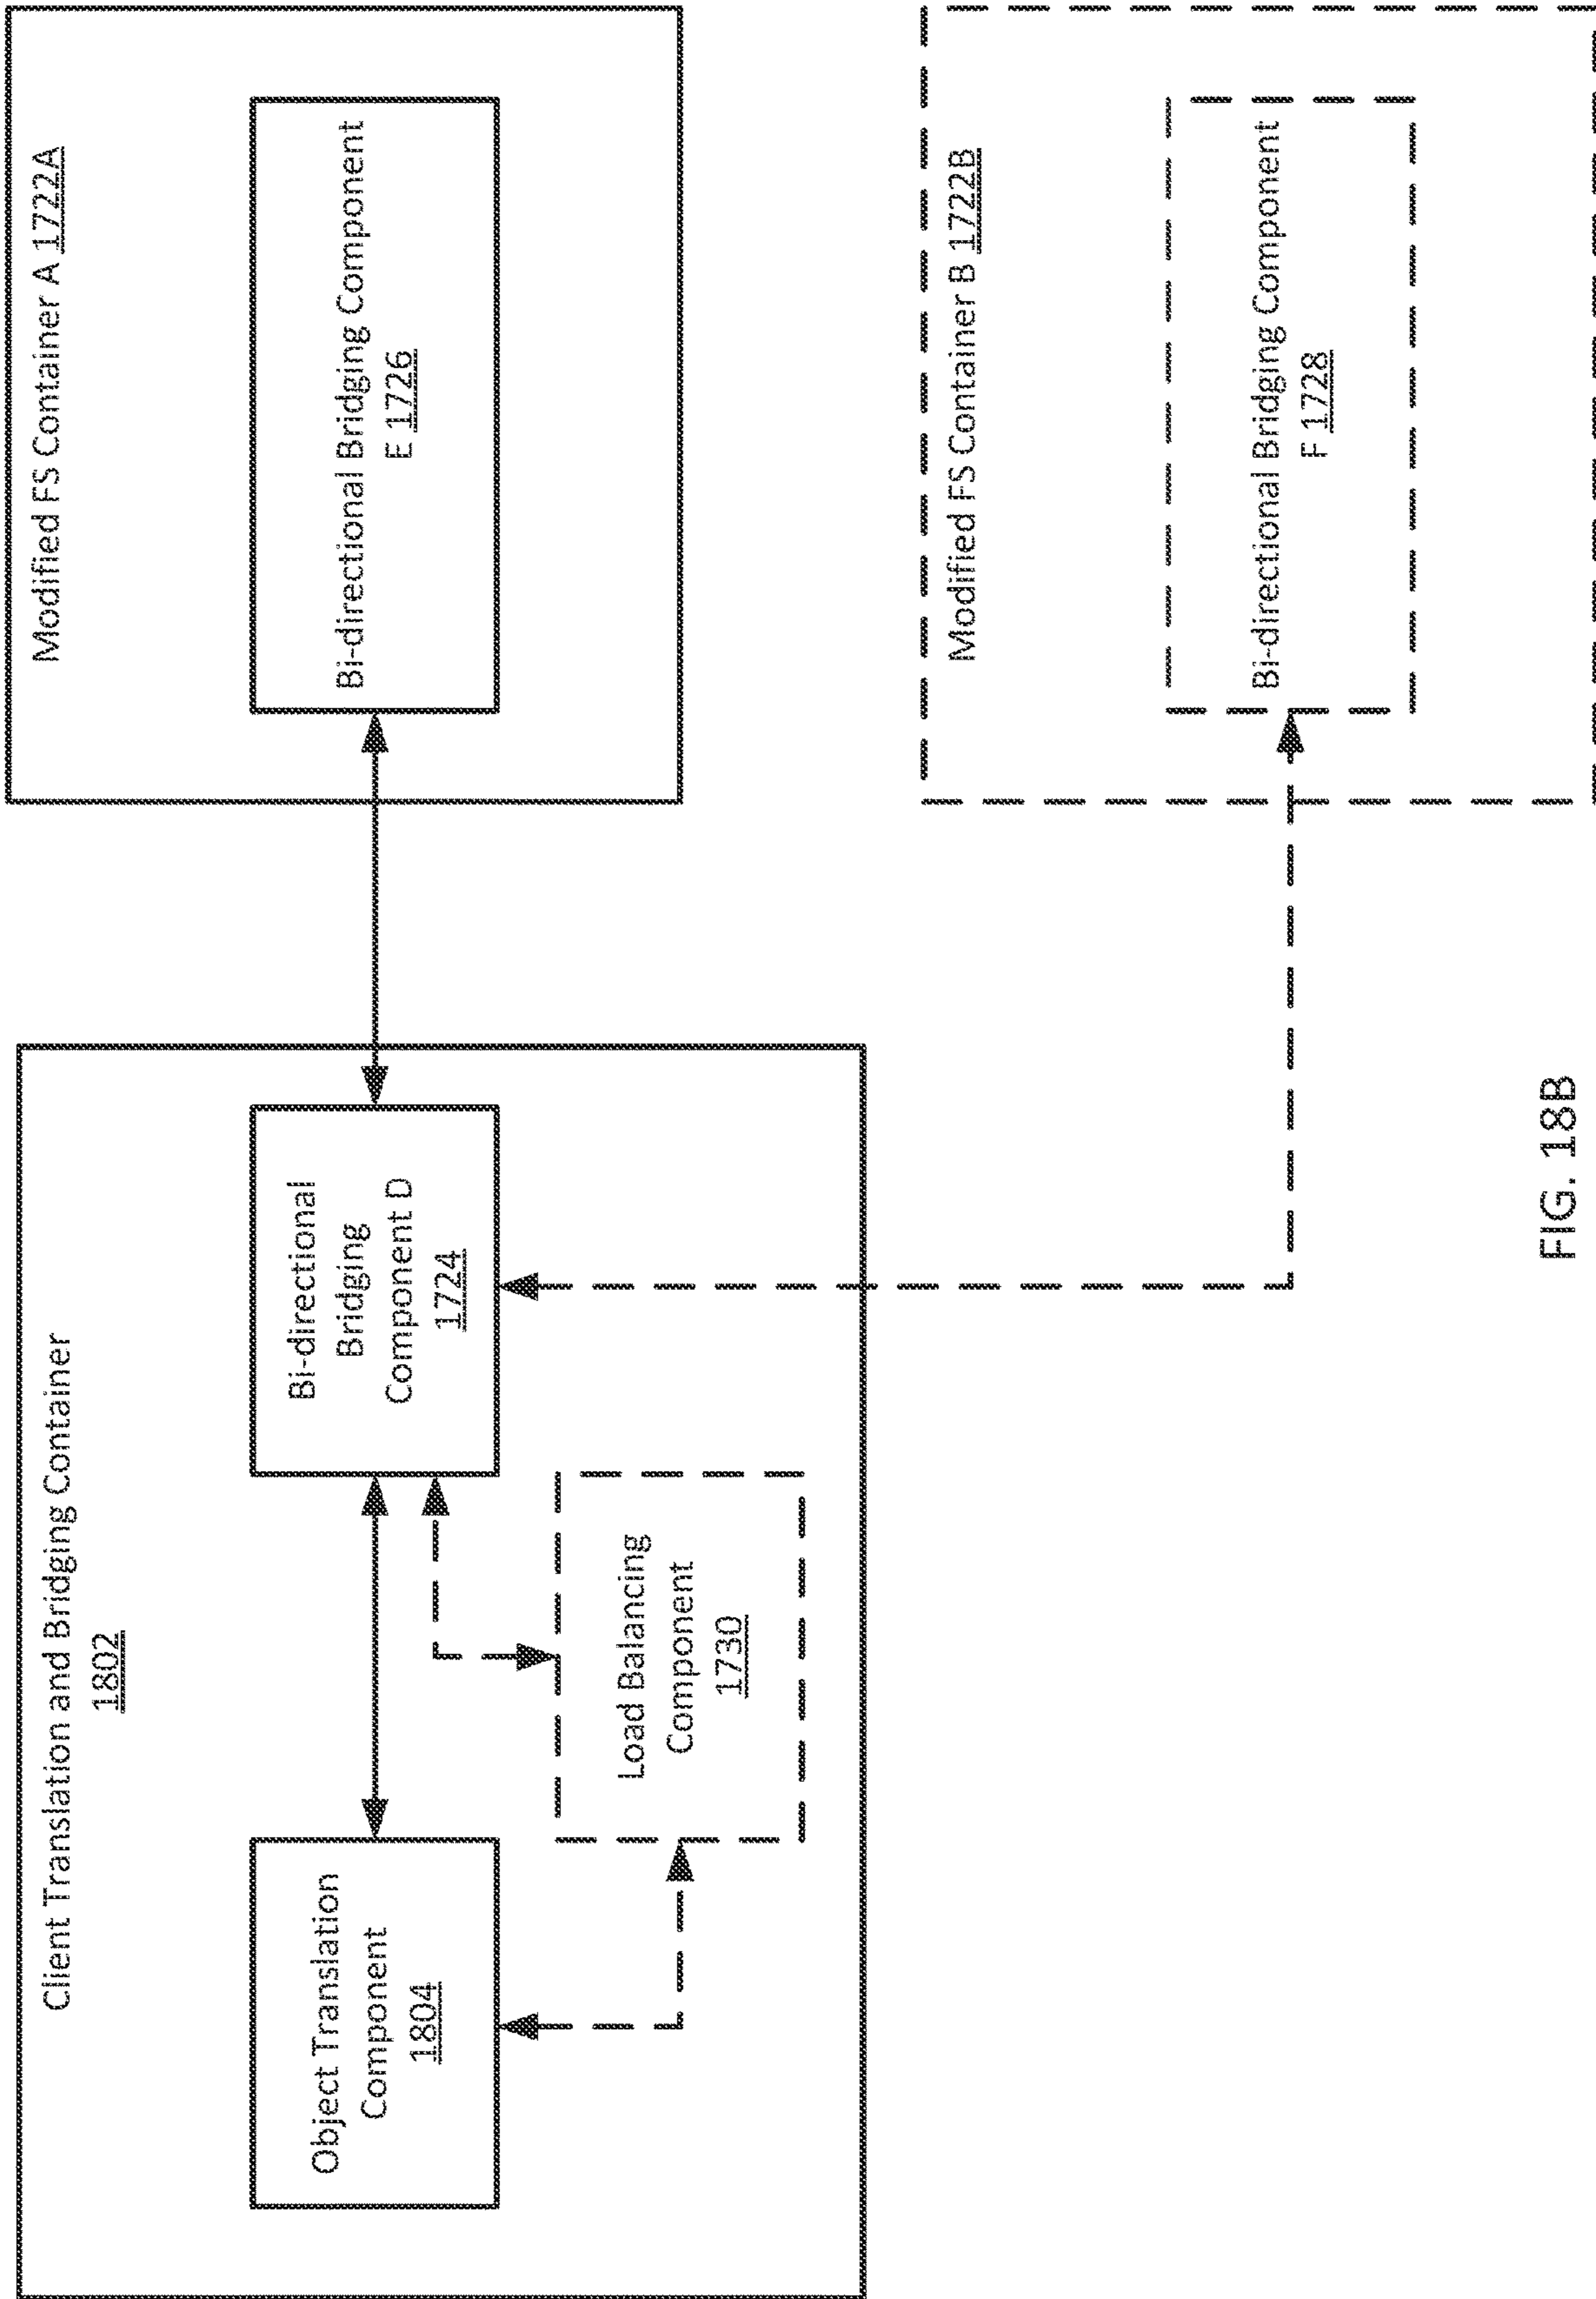 Client Translation and Bridging Container
1802
Object Translation
Component
1804
Bi-directional
Bridging
Component D
1724
Load Balancing
Component
1730
Modified FS Container A 1722A
Bi-directional Bridging Component
E 1726
Modified FS Container B 1722B
Bi-directional Bridging Component
F 1728
FIG. 18B